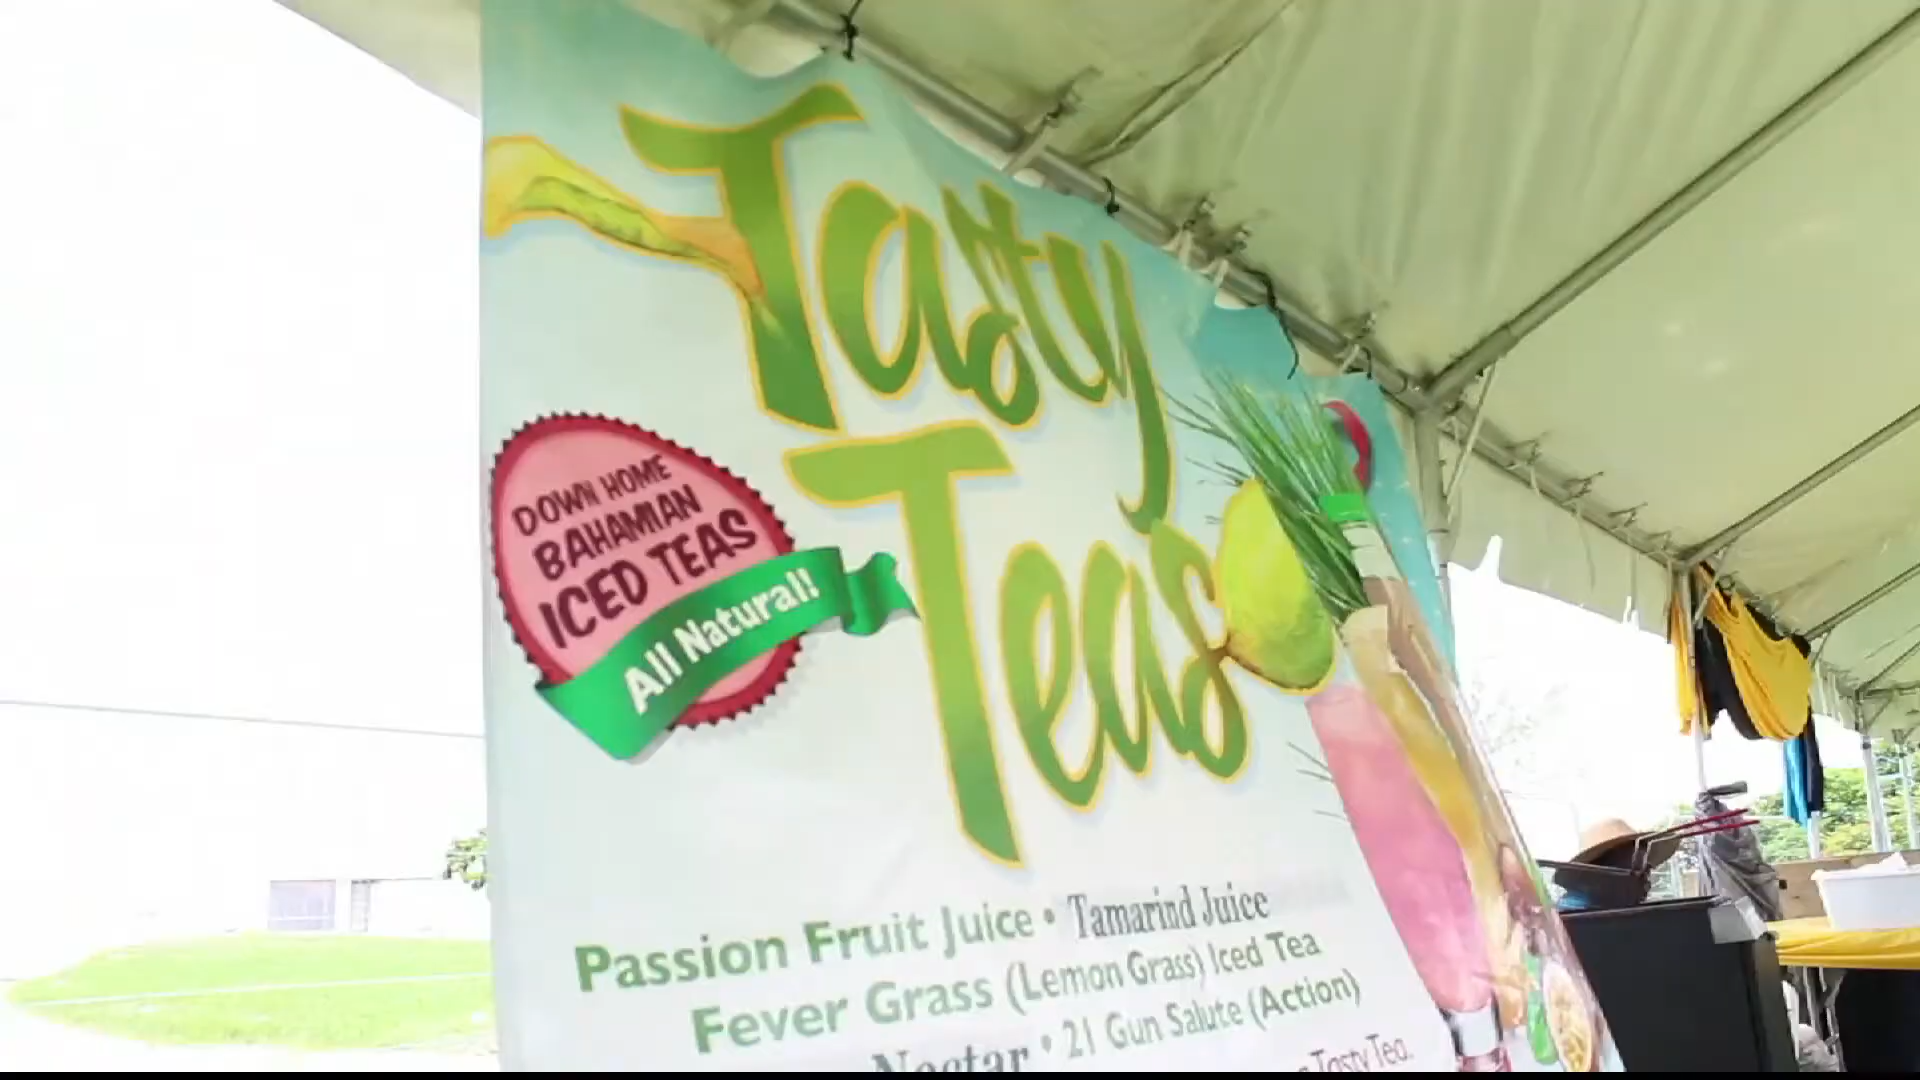 Tasty
Teas
DOWN HOME
BAHAMIAN
ICED TEAS
All Natural!
Passion Fruit Juice • Tamarind Juice
Fever Grass (Lemon Grass) Iced Tea
Nectar • 21 Gun Salute (Action)
Tasty Tea.